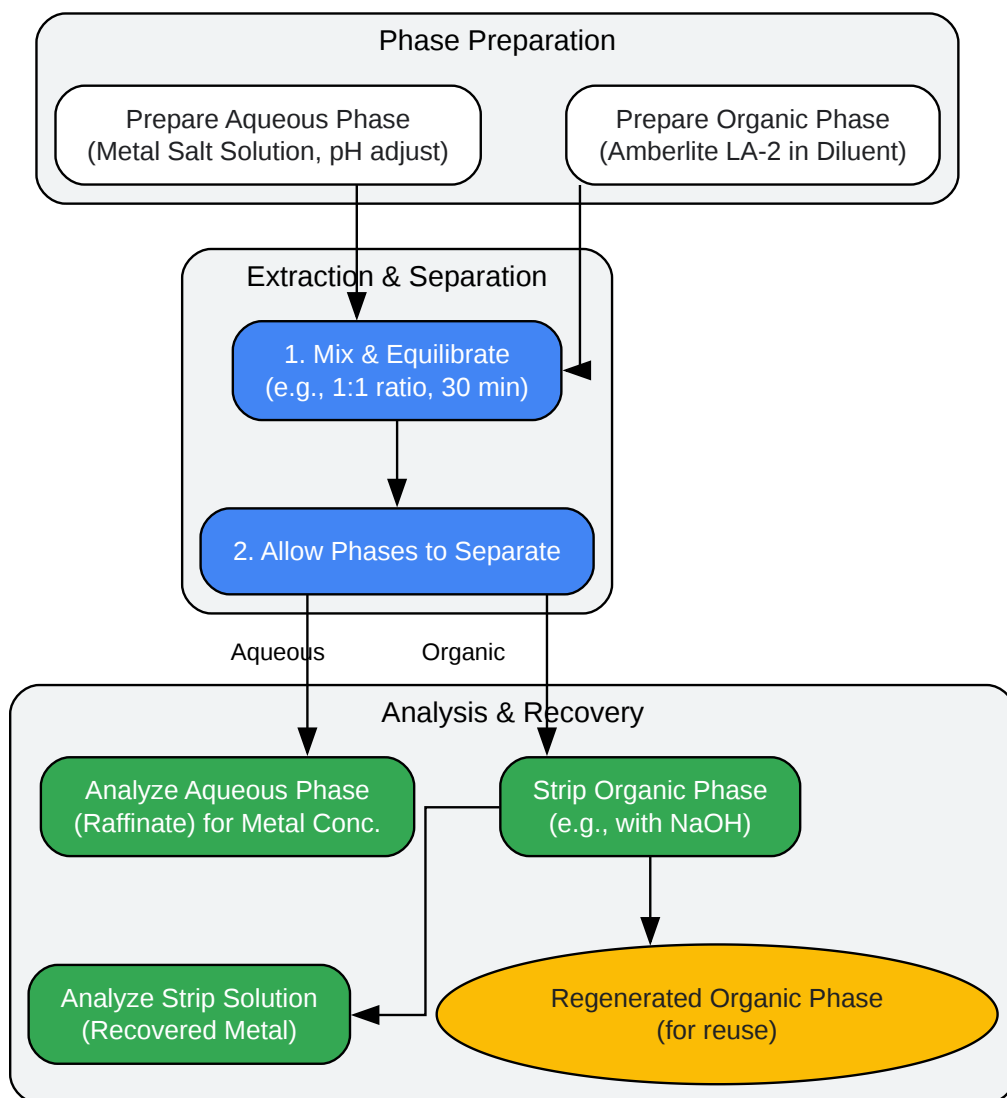 Phase Preparation
Prepare Aqueous Phase
(Metal Salt Solution, pH adjust)
Prepare Organic Phase
(Amberlite LA-2 in Diluent)
Extraction & Separation
1. Mix & Equilibrate
(e.g., 1:1 ratio, 30 min)
2. Allow Phases to Separate
Aqueous
Organic
Analysis & Recovery
Analyze Aqueous Phase
(Raffinate) for Metal Conc.
Strip Organic Phase
(e.g., with NaOH)
Analyze Strip Solution
(Recovered Metal)
Regenerated Organic Phase
(for reuse)